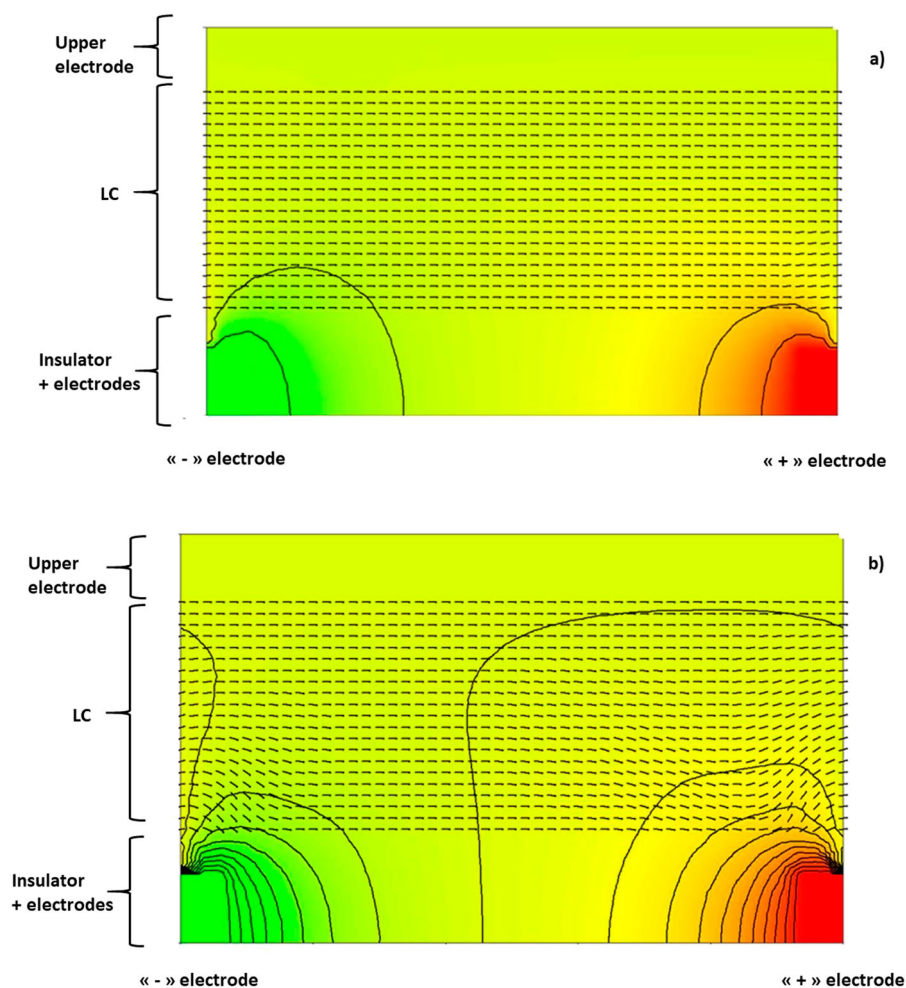 Upper
electrode
a)
LC
Insulator
+ electrodes
« - » electrode
« + » electrode
Upper
electrode
b)
LC
Insulator
+ electrodes
« - » electrode
« + » electrode